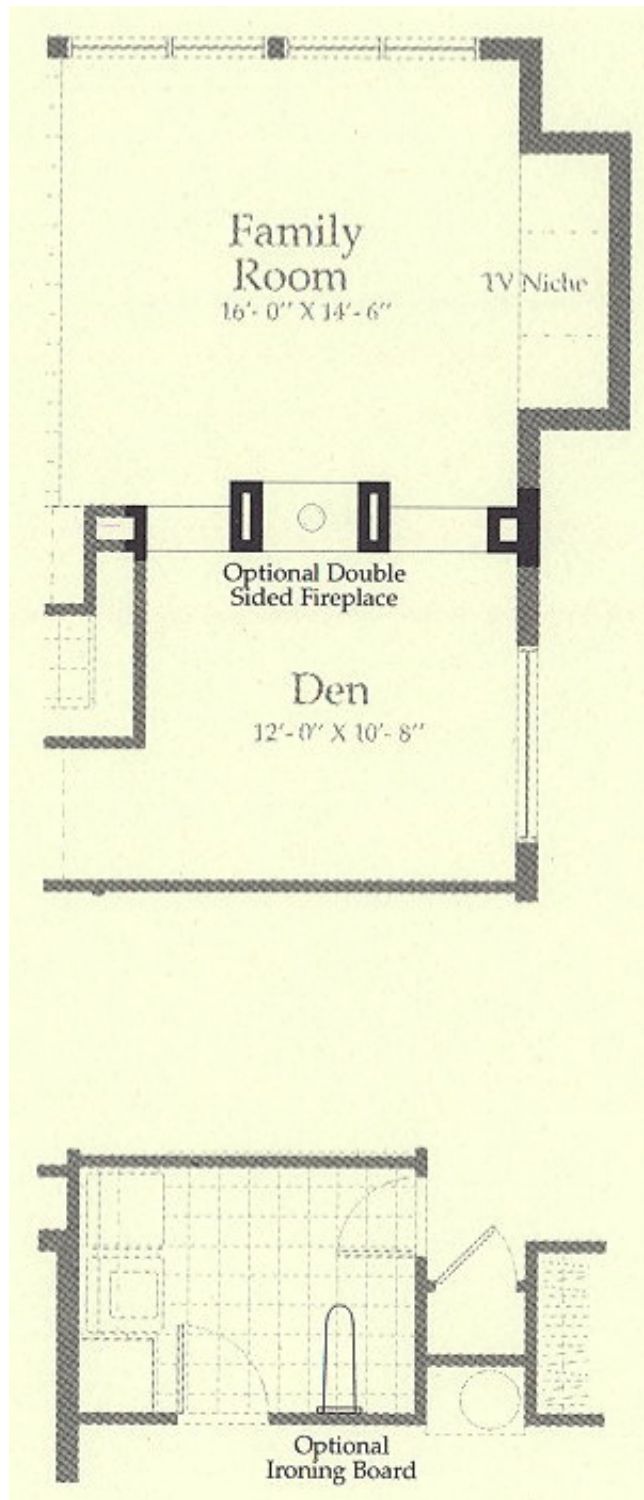 Family
Room
16'- 0" X 14'- 6"
TV Niche
Optional Double
Sided Fireplace
Den
12'- 0" X 10'- 8"
Optional
Ironing Board